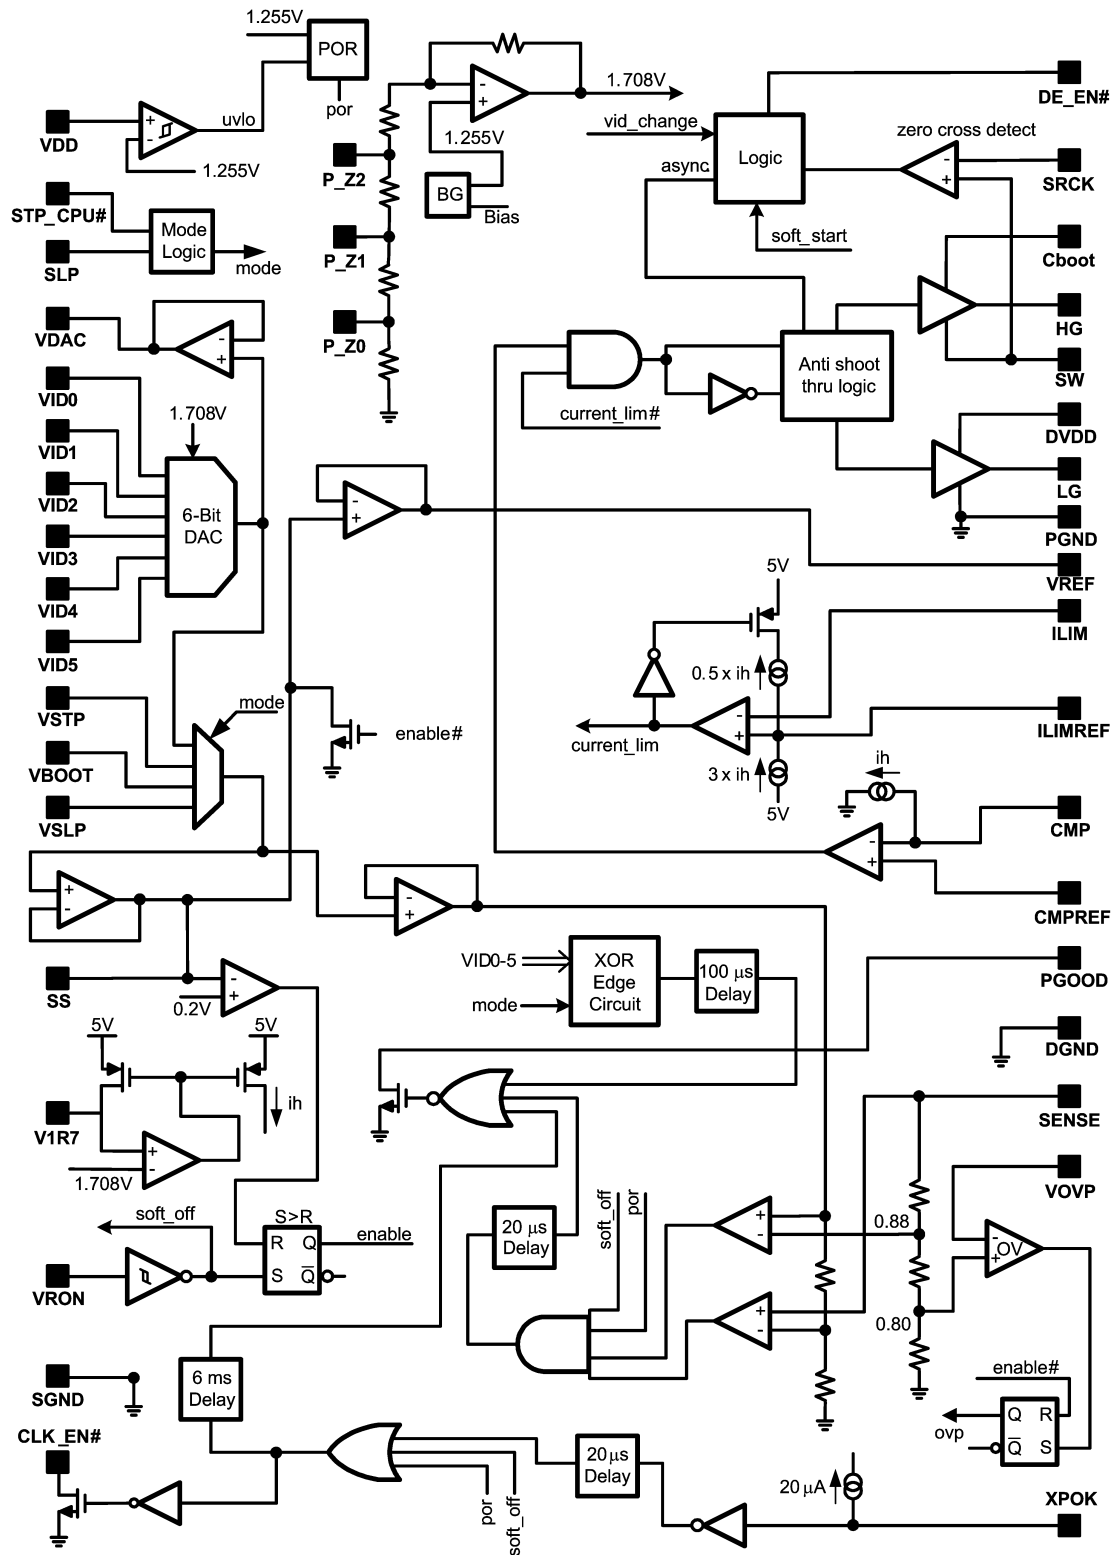 1.255V
POR
por
1.708V
DE_EN#
vid_change
1.255V
VDD
+
-
uvlo
1.255V
P_Z2
BG
Bias
async
Logic
zero cross detect
-
+
SRCK
STP_CPU#
SLP
Mode
Logic
mode
P_Z1
soft_start
Cboot
VDAC
-
+
P_Z0
HG
SW
Anti shoot
thru logic
current_lim#
VID0
1.708V
VID1
VID2
VID3
VID4
VID5
6-Bit
DAC
-
+
DVDD
LG
PGND
VREF
5V
ILIM
0.5 x ih
-
+
current_lim
ILIMREF
3 x ih
5V
VSTP
mode
enable#
VBOOT
VSLP
ih
CMP
-
+
CMPREF
+
-
-
+
VID0-5
mode
XOR
Edge
Circuit
100 µs
Delay
PGOOD
SS
-
+
0.2V
DGND
5V
5V
ih
V1R7
+
-
1.708V
SENSE
VOVP
soft_off
VRON
S>R
R
Q
S
Q
enable
20 µs
Delay
soft_off
por
+
-
0.88
-
+
OV
+
-
0.80
SGND
6 ms
Delay
enable#
Q
R
Q
S
ovp
CLK_EN#
por
soft_off
20µs
Delay
20 µA
XPOK
-
+